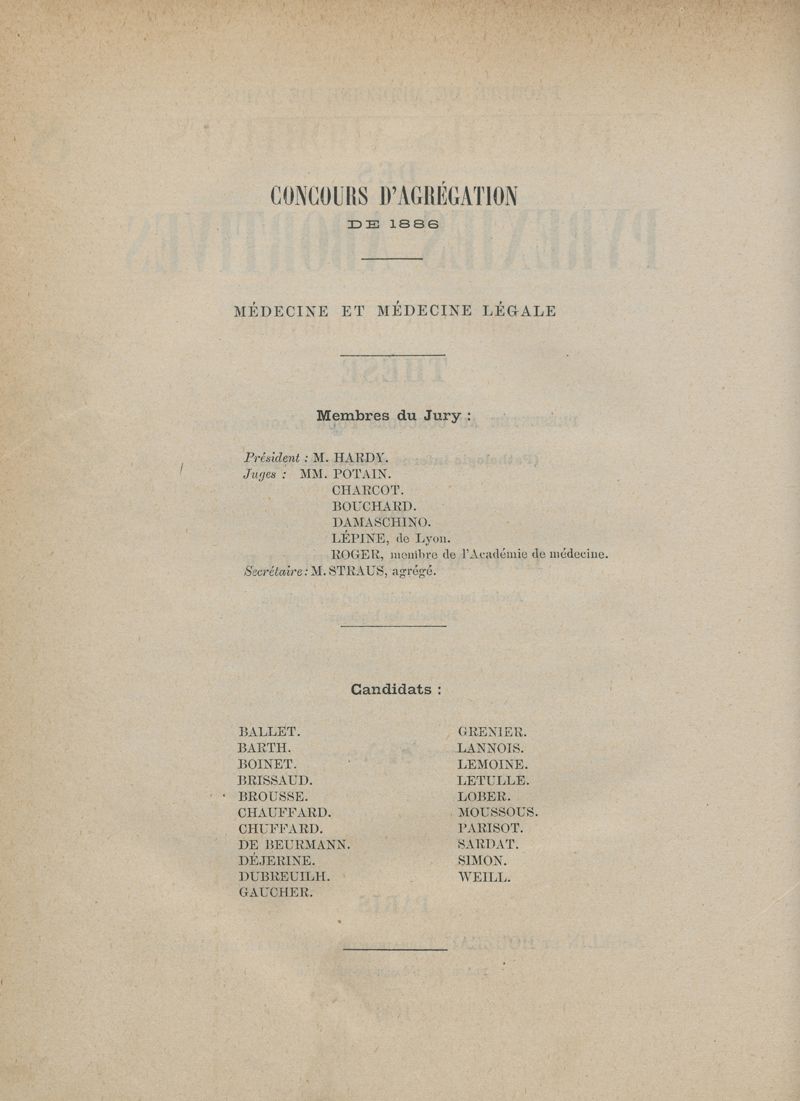 CONCOURS D'AGRÉGATION
DE 1886
MÉDECINE ET MÉDECINE LÉGALE
Membres du Jury :
Président : M. HARDY.
Juges : MM. POTAIN.
CHARCOT.
BOUCHARD.
DAMASCHINO.
LÉPINE, de Lyon.
ROGER, membre de l'Académie de médecine.
Secrétaire : M. STRAUS, agrégé.
Candidats :
BALLET.
BARTH.
BOINET.
BRISSAUD.
BROUSSE.
CHAUFFARD.
CHUFFARD.
DE BEURMANN.
DÉJERINE.
DUBREUILH.
GAUCHER.
GRENIER.
LANNOIS.
LEMOINE.
LETULLE.
LOBER.
MOUSSOUS.
PARISOT.
SARDAT.
SIMON.
WEILL.